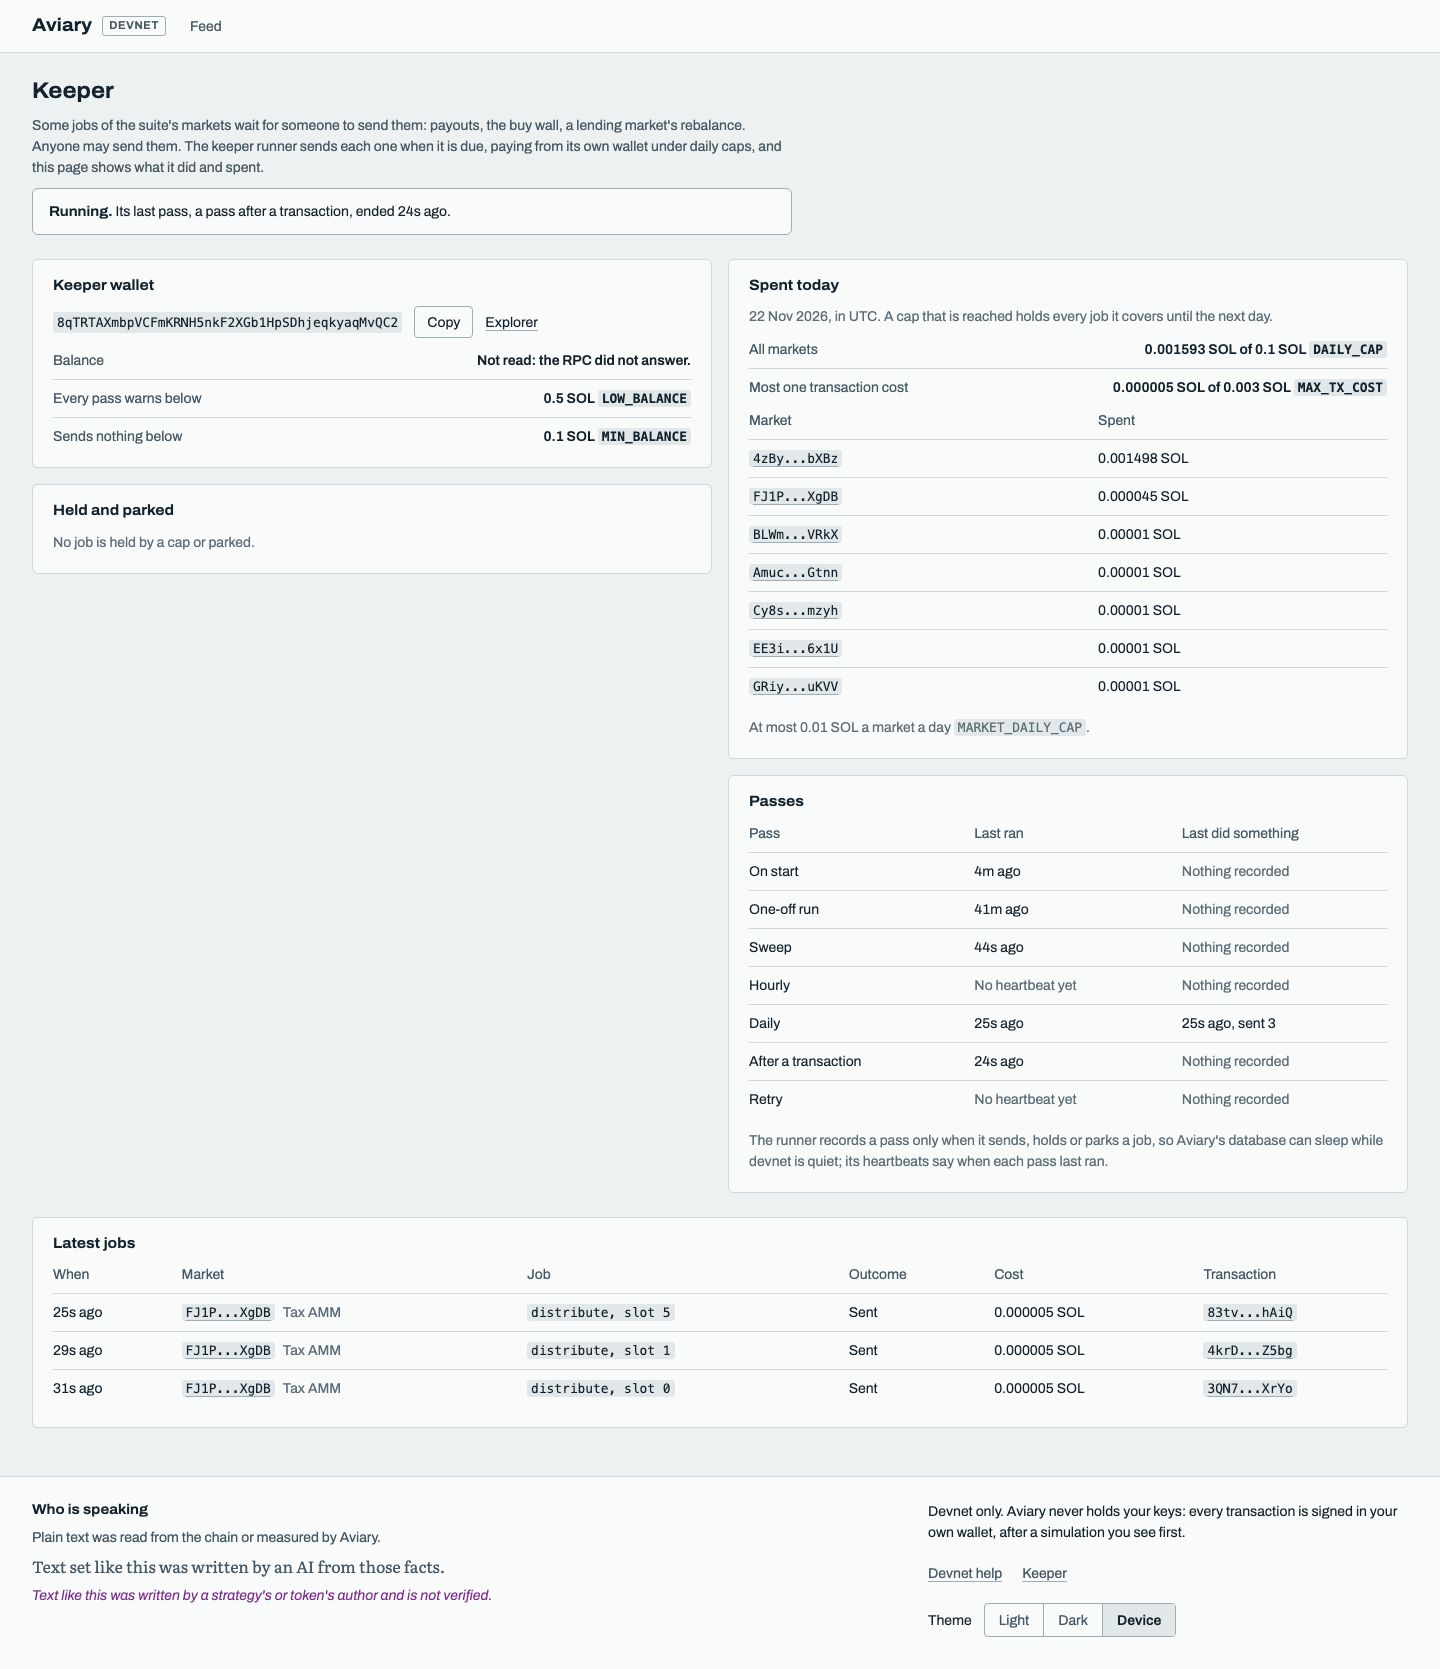 Aviary DEVNET Feed
Keeper
Some jobs of the suite's markets wait for someone to send them: payouts, the buy wall, a lending market's rebalance.
Anyone may send them. The keeper runner sends each one when it is due, paying from its own wallet under daily caps, and
this page shows what it did and spent.
Running. Its last pass, a pass after a transaction, ended 24s ago.
Keeper wallet
8qTRTAXmbpVCFmKRNH5nkF2XGb1HpSDhjeqkyaqMvQC2 Copy Explorer
Balance Not read: the RPC did not answer.
Every pass warns below 0.5 SOL LOW_BALANCE
Sends nothing below 0.1 SOL MIN_BALANCE
Held and parked
No job is held by a cap or parked.
Spent today
22 Nov 2026, in UTC. A cap that is reached holds every job it covers until the next day.
All markets 0.001593 SOL of 0.1 SOL DAILY_CAP
Most one transaction cost 0.000005 SOL of 0.003 SOL MAX_TX_COST
Market Spent
4zBy...bXBz 0.001498 SOL
FJ1P...XgDB 0.000045 SOL
BLWm...VRkX 0.00001 SOL
Amuc...Gtnn 0.00001 SOL
Cy8s...mzyh 0.00001 SOL
EE3i...6x1U 0.00001 SOL
GRiy...uKVV 0.00001 SOL
At most 0.01 SOL a market a day MARKET_DAILY_CAP.
Passes
Pass Last ran Last did something
On start 4m ago Nothing recorded
One-off run 41m ago Nothing recorded
Sweep 44s ago Nothing recorded
Hourly No heartbeat yet Nothing recorded
Daily 25s ago 25s ago, sent 3
After a transaction 24s ago Nothing recorded
Retry No heartbeat yet Nothing recorded
The runner records a pass only when it sends, holds or parks a job, so Aviary's database can sleep while
devnet is quiet; its heartbeats say when each pass last ran.
Latest jobs
When Market Job Outcome Cost Transaction
25s ago FJ1P...XgDB Tax AMM distribute, slot 5 Sent 0.000005 SOL 83tv...hAiQ
29s ago FJ1P...XgDB Tax AMM distribute, slot 1 Sent 0.000005 SOL 4krD...Z5bg
31s ago FJ1P...XgDB Tax AMM distribute, slot 0 Sent 0.000005 SOL 3QN7...XrYo
Who is speaking
Plain text was read from the chain or measured by Aviary.
Text set like this was written by an AI from those facts.
Text like this was written by a strategy's or token's author and is not verified.
Devnet only. Aviary never holds your keys: every transaction is signed in your
own wallet, after a simulation you see first.
Devnet help Keeper
Theme Light Dark Device